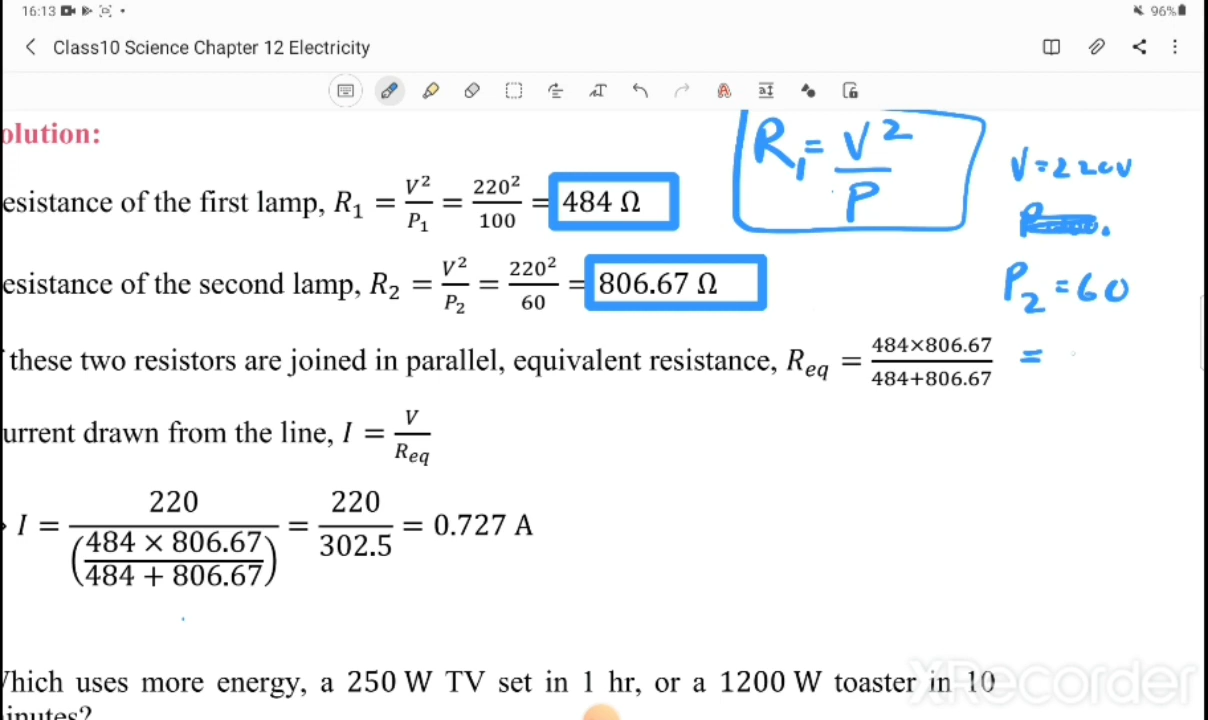 16:13
96%
Class10 Science Chapter 12 Electricity
olution:
R₁ = V²/P
V = 220V
esistance of the first lamp, R₁ = V²/P₁ = 220²/100 = 484 Ω
P₂ = 60
esistance of the second lamp, R₂ = V²/P₂ = 220²/60 = 806.67 Ω
these two resistors are joined in parallel, equivalent resistance, R_eq = 484×806.67/484+806.67 =
urrent drawn from the line, I = V/R_eq
I = 220/(484 × 806.67/484 + 806.67) = 220/302.5 = 0.727 A
hich uses more energy, a 250 W TV set in 1 hr, or a 1200 W toaster in 10
inutes?
XRecorder